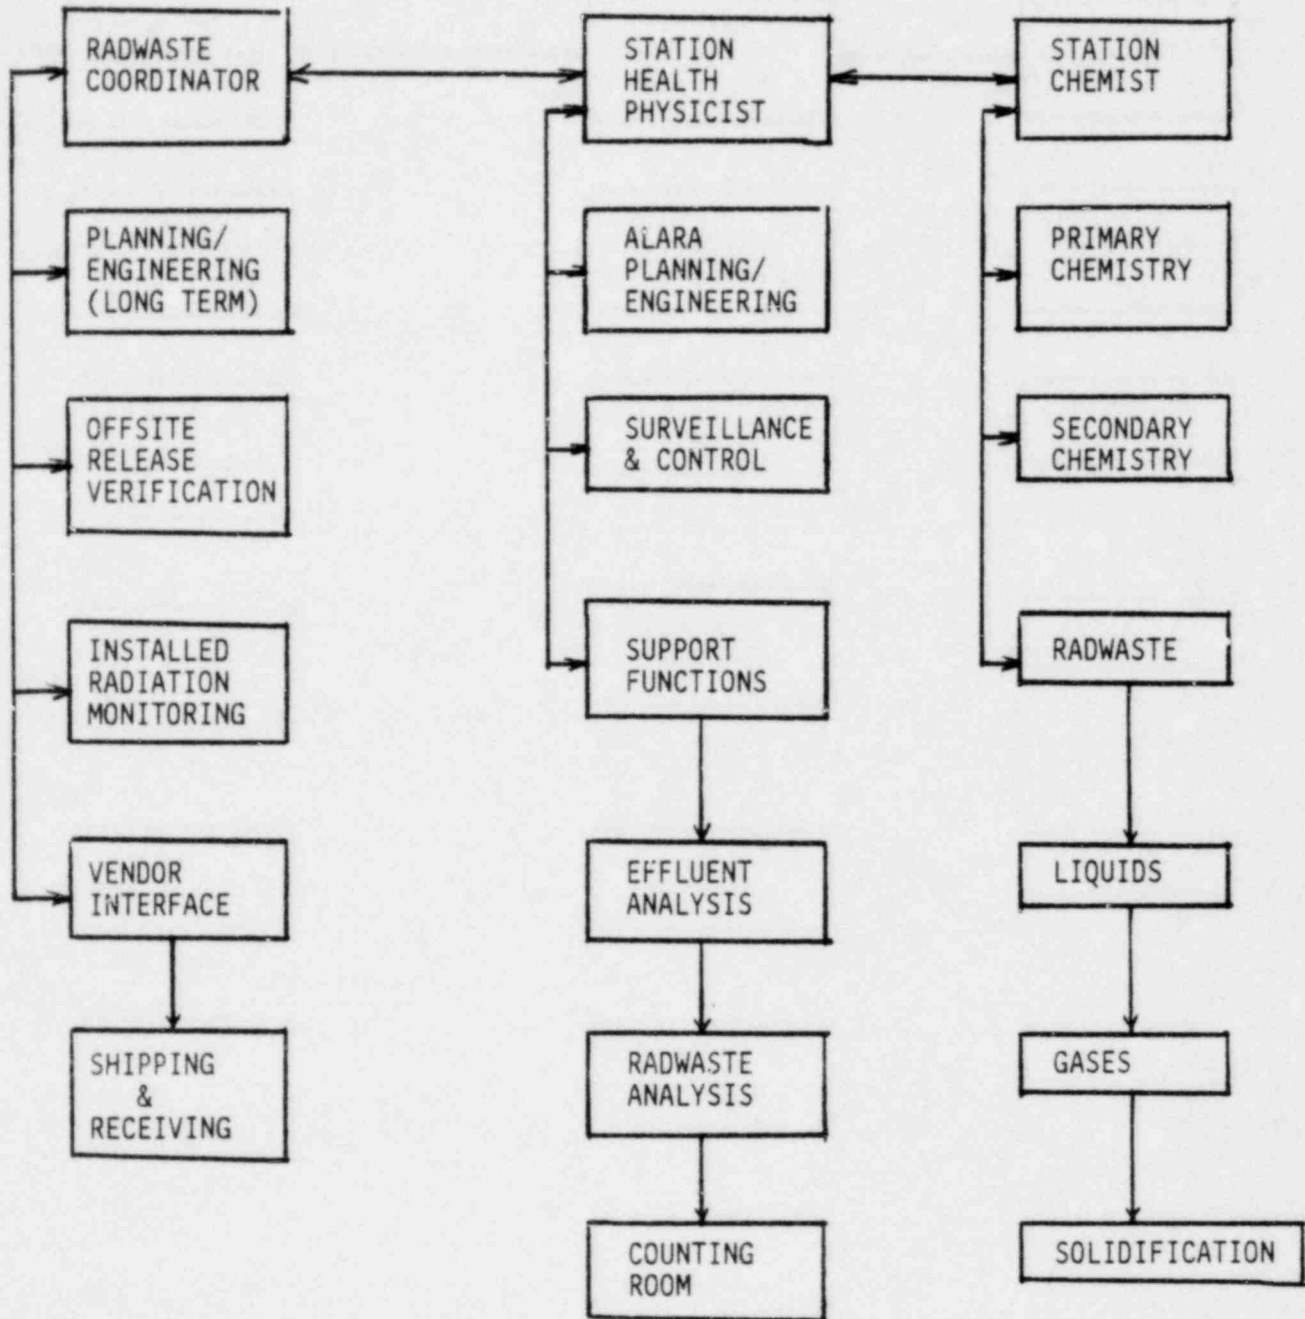 RADWASTE
COORDINATOR
STATION
HEALTH
PHYSICIST
STATION
CHEMIST
PLANNING/
ENGINEERING
(LONG TERM)
ALARA
PLANNING/
ENGINEERING
PRIMARY
CHEMISTRY
OFFSITE
RELEASE
VERIFICATION
SURVEILLANCE
& CONTROL
SECONDARY
CHEMISTRY
INSTALLED
RADIATION
MONITORING
SUPPORT
FUNCTIONS
RADWASTE
VENDOR
INTERFACE
EFFLUENT
ANALYSIS
LIQUIDS
SHIPPING
&
RECEIVING
RADWASTE
ANALYSIS
GASES
COUNTING
ROOM
SOLIDIFICATION